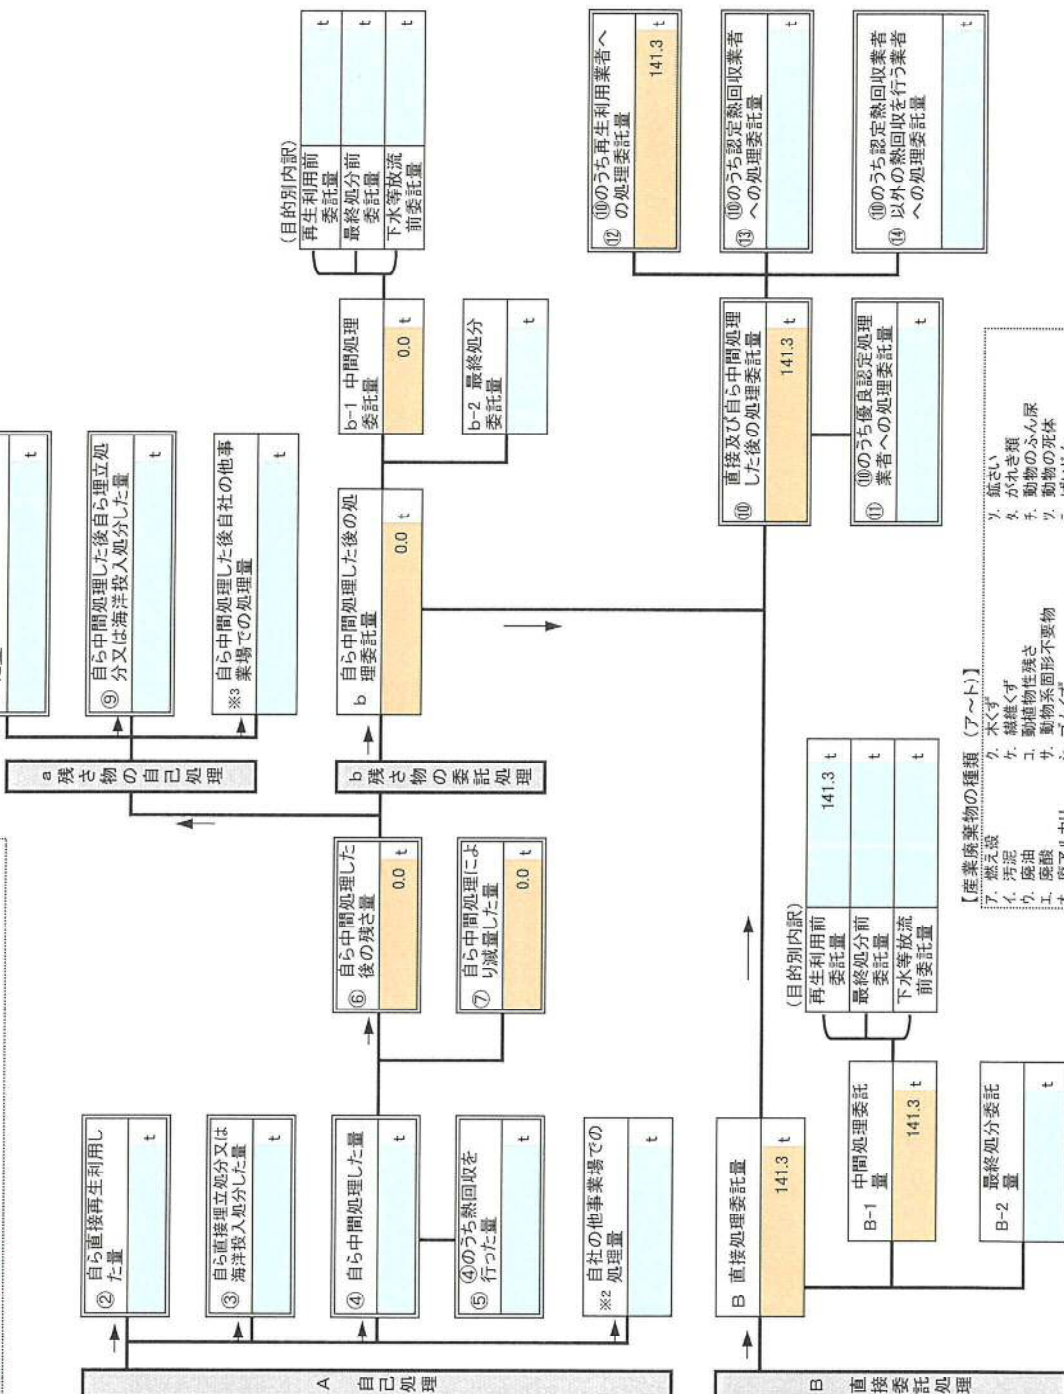 A
自己処理
② 自ら直接再生利用し
た量
t
③ 自ら直接埋立処分又は
海洋投入処分した量
t
④ 自ら中間処理した量
t
⑤ ④のうち熱回収を
行った量
t
※2 自社の他事業場での
処理量
t
⑥ 自ら中間処理した
後の残さ量
0.0 t
⑦ 自ら中間処理によ
り減量した量
0.0 t
a
残さ物の自己処理
t
⑨ 自ら中間処理した後自ら埋立処
分又は海洋投入処分した量
t
※3 自ら中間処理した後自社の他事
業場での処理量
t
b
残さ物の委託処理
b 自ら中間処理した後の処
理委託量
0.0 t
b-1 中間処理
委託量
0.0 t
b-2 最終処分
委託量
t
(目的別内訳)
再生利用前
委託量
t
最終処分前
委託量
t
下水等放流
前委託量
t
B
直接委託処理
B 直接処理委託量
141.3 t
B-1 中間処理委託
量
141.3 t
B-2 最終処分委託
量
t
(目的別内訳)
再生利用前
委託量
141.3 t
最終処分前
委託量
t
下水等放流
前委託量
t
⑩ 直接及び自ら中間処理
した後の処理委託量
141.3 t
⑪ ⑩のうち優良認定処理
業者への処理委託量
t
⑫ ⑩のうち再生利用業者へ
の処理委託量
141.3 t
⑬ ⑩のうち認定熱回収業者
への処理委託量
t
⑭ ⑩のうち認定熱回収業者
以外の熱回収を行う業者
への処理委託量
t
【産業廃棄物の種類 (ア～ト)】
ア. 燃え殻
イ. 汚泥
ウ. 廃油
エ. 廃酸
ク. 木くず
ケ. 繊維くず
コ. 動植物性残さ
サ. 動物系固形不要物
ソ. 鉱さい
タ. がれき類
チ. 動物のふん尿
ツ. 動物の死体